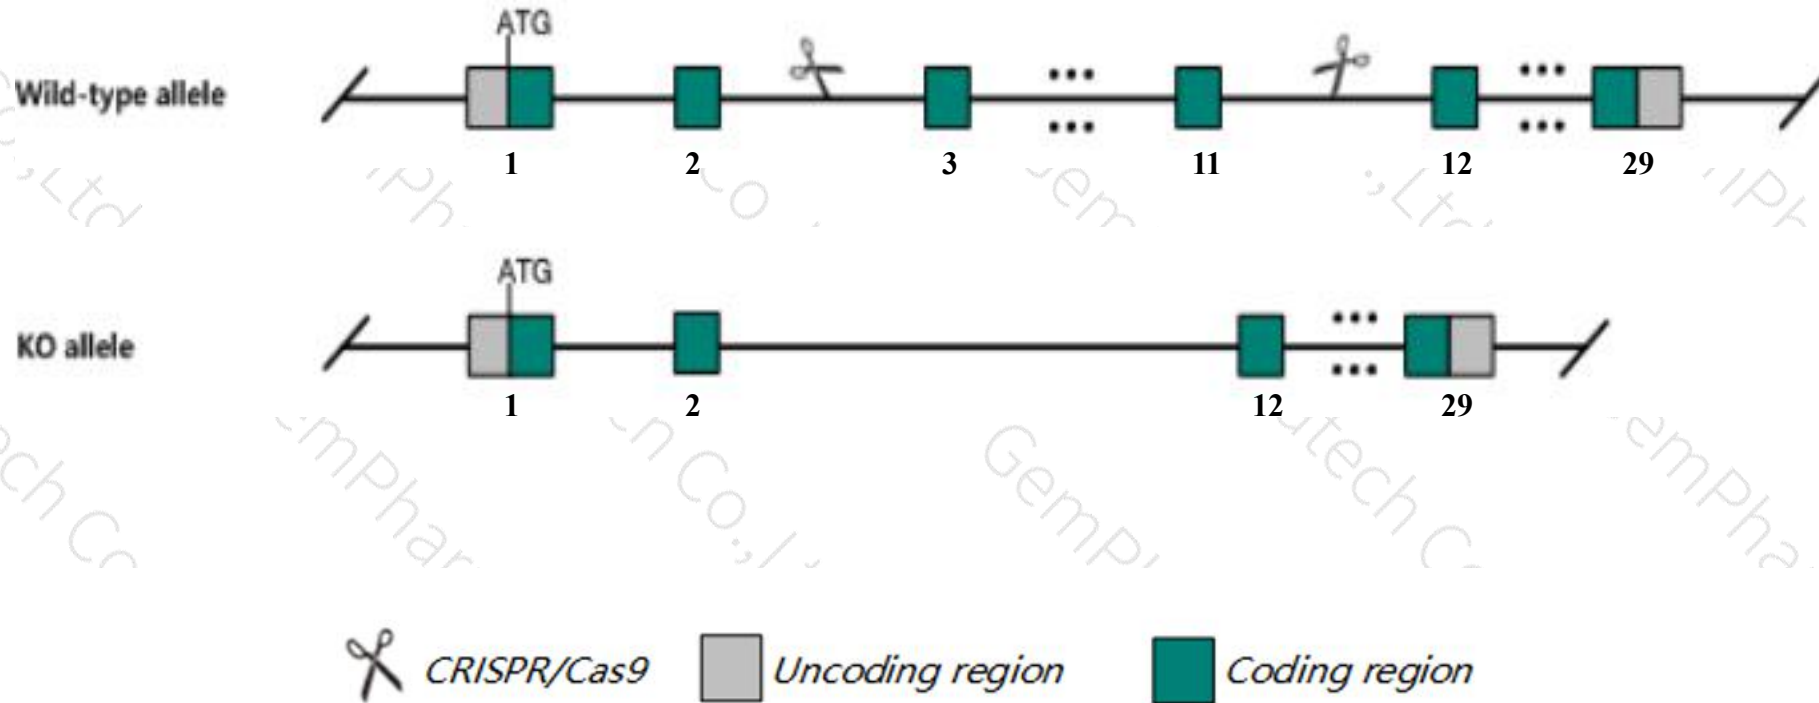 ATG
Wild-type allele
1 2 3 11 12 29
ATG
KO allele
1 2 12 29
CRISPR/Cas9 Uncoding region Coding region